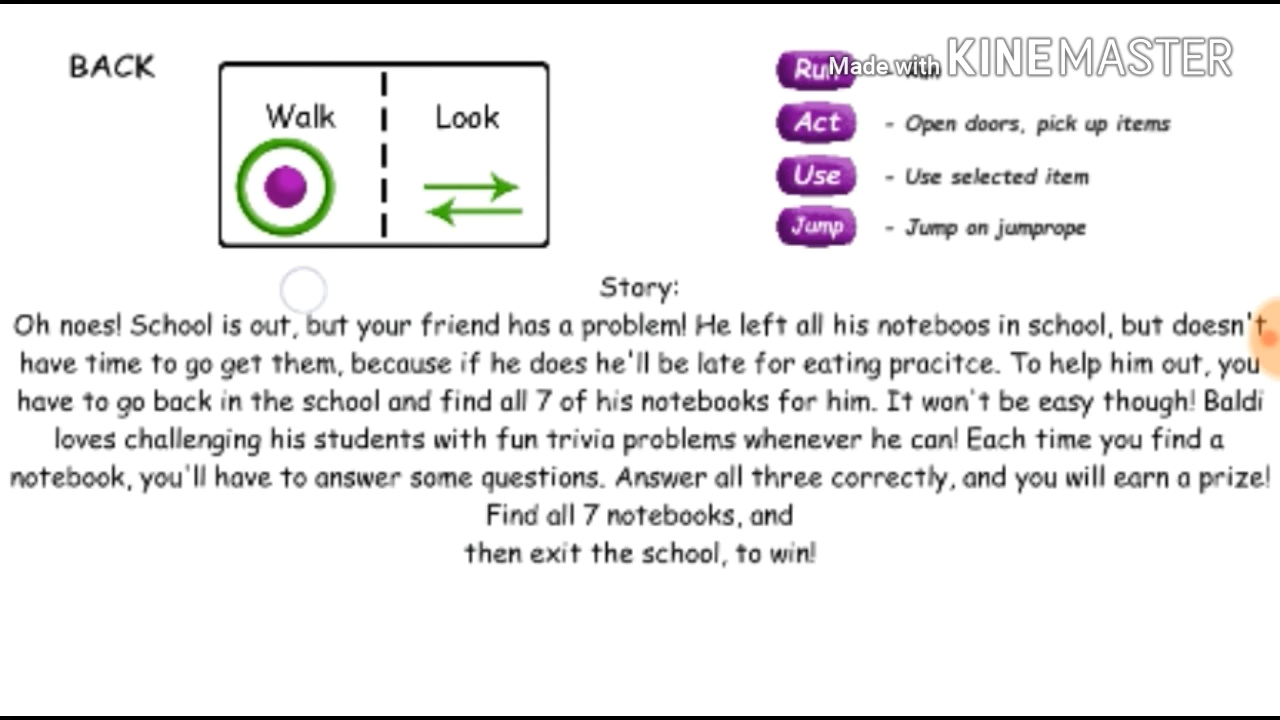 BACK
Walk
Look
Run
Made with KINEMASTER
Act - Open doors, pick up items
Use - Use selected item
Jump - Jump on jumprope
Story:
Oh noes! School is out, but your friend has a problem! He left all his noteboos in school, but doesn't
have time to go get them, because if he does he'll be late for eating pracitce. To help him out, you
have to go back in the school and find all 7 of his notebooks for him. It won't be easy though! Baldi
loves challenging his students with fun trivia problems whenever he can! Each time you find a
notebook, you'll have to answer some questions. Answer all three correctly, and you will earn a prize!
Find all 7 notebooks, and
then exit the school, to win!